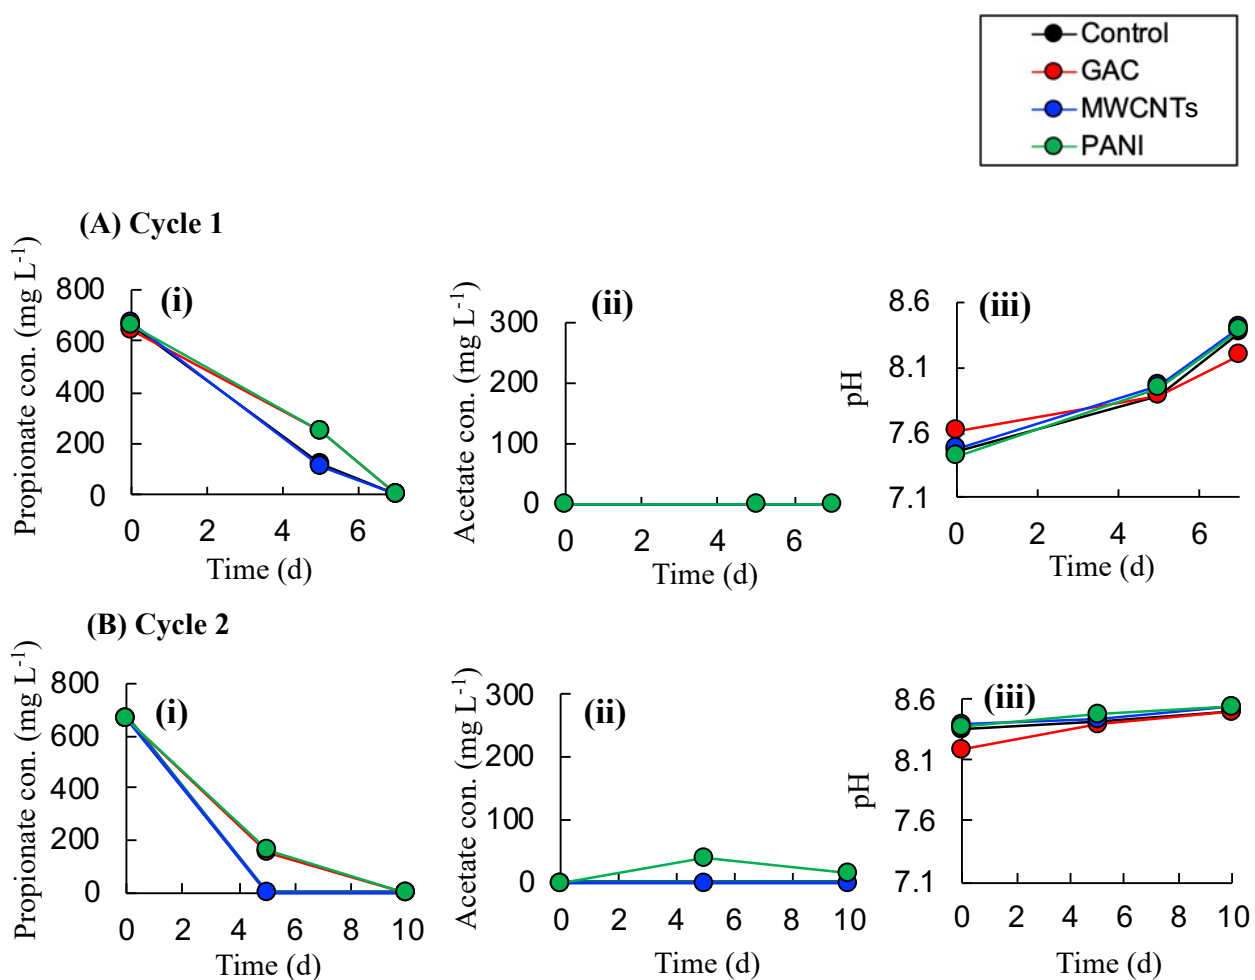 Control
GAC
MWCNTs
PANI
(A) Cycle 1
Propionate con. (mg L-1)
800
600
400
200
0
(i)
0 2 4 6
Time (d)
Acetate con. (mg L-1)
300
200
100
0
(ii)
0 2 4 6
Time (d)
pH
8.6
8.1
7.6
7.1
(iii)
0 2 4 6
Time (d)
(B) Cycle 2
Propionate con. (mg L-1)
800
600
400
200
0
(i)
0 2 4 6 8 10
Time (d)
Acetate con. (mg L-1)
300
200
100
0
(ii)
0 2 4 6 8 10
Time (d)
pH
8.6
8.1
7.6
7.1
(iii)
0 2 4 6 8 10
Time (d)